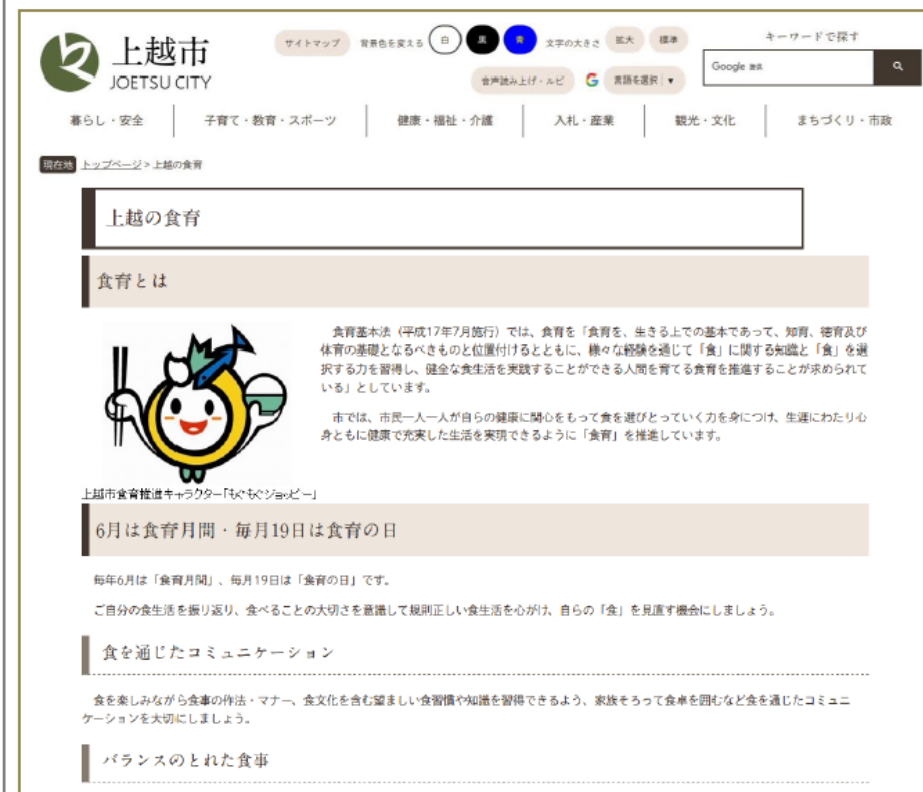 上越市
JOETSU CITY
サイトマップ 背景色を変える 白 黒 青 文字の大きさ 拡大 標準
キーワードで探す
音声読み上げ・ルビ G 言語を選択 ▼
Google 検索
暮らし・安全 子育て・教育・スポーツ 健康・福祉・介護 入札・産業 観光・文化 まちづくり・市政
現在地 トップページ > 上越の食育
上越の食育
食育とは
食育基本法（平成17年7月施行）では、食育を「食育を、生きる上での基本であって、知育、徳育及び
体育の基礎となるべきものと位置付けるとともに、様々な経験を通じて「食」に関する知識と「食」を選
択する力を習得し、健全な食生活を実践することができる人間を育てる食育を推進することが求められて
いる」としています。
市では、市民一人一人が自らの健康に関心をもって食を選びとっていく力を身につけ、生涯にわたり心
身ともに健康で充実した生活を実現できるように「食育」を推進しています。
上越市食育推進キャラクター「もぐもぐジョッピー」
6月は食育月間・毎月19日は食育の日
毎年6月は「食育月間」、毎月19日は「食育の日」です。
ご自分の食生活を振り返り、食べることの大切さを意識して規則正しい食生活を心がけ、自らの「食」を見直す機会にしましょう。
食を通じたコミュニケーション
食を楽しみながら食事の作法・マナー、食文化を含む望ましい食習慣や知識を習得できるよう、家族そろって食卓を囲むなど食を通じたコミュニ
ケーションを大切にしましょう。
バランスのとれた食事